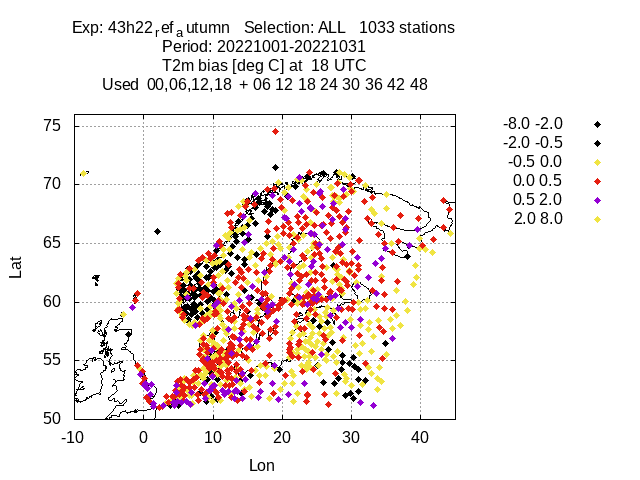 Exp: 43h22ref_autumn Selection: ALL 1033 stations
Period: 20221001-20221031
T2m bias [deg C] at 18 UTC
Used 00,06,12,18 + 06 12 18 24 30 36 42 48
75
70
65
60
55
50
-10 0 10 20 30 40
Lat
Lon
-8.0 -2.0
-2.0 -0.5
-0.5 0.0
0.0 0.5
0.5 2.0
2.0 8.0